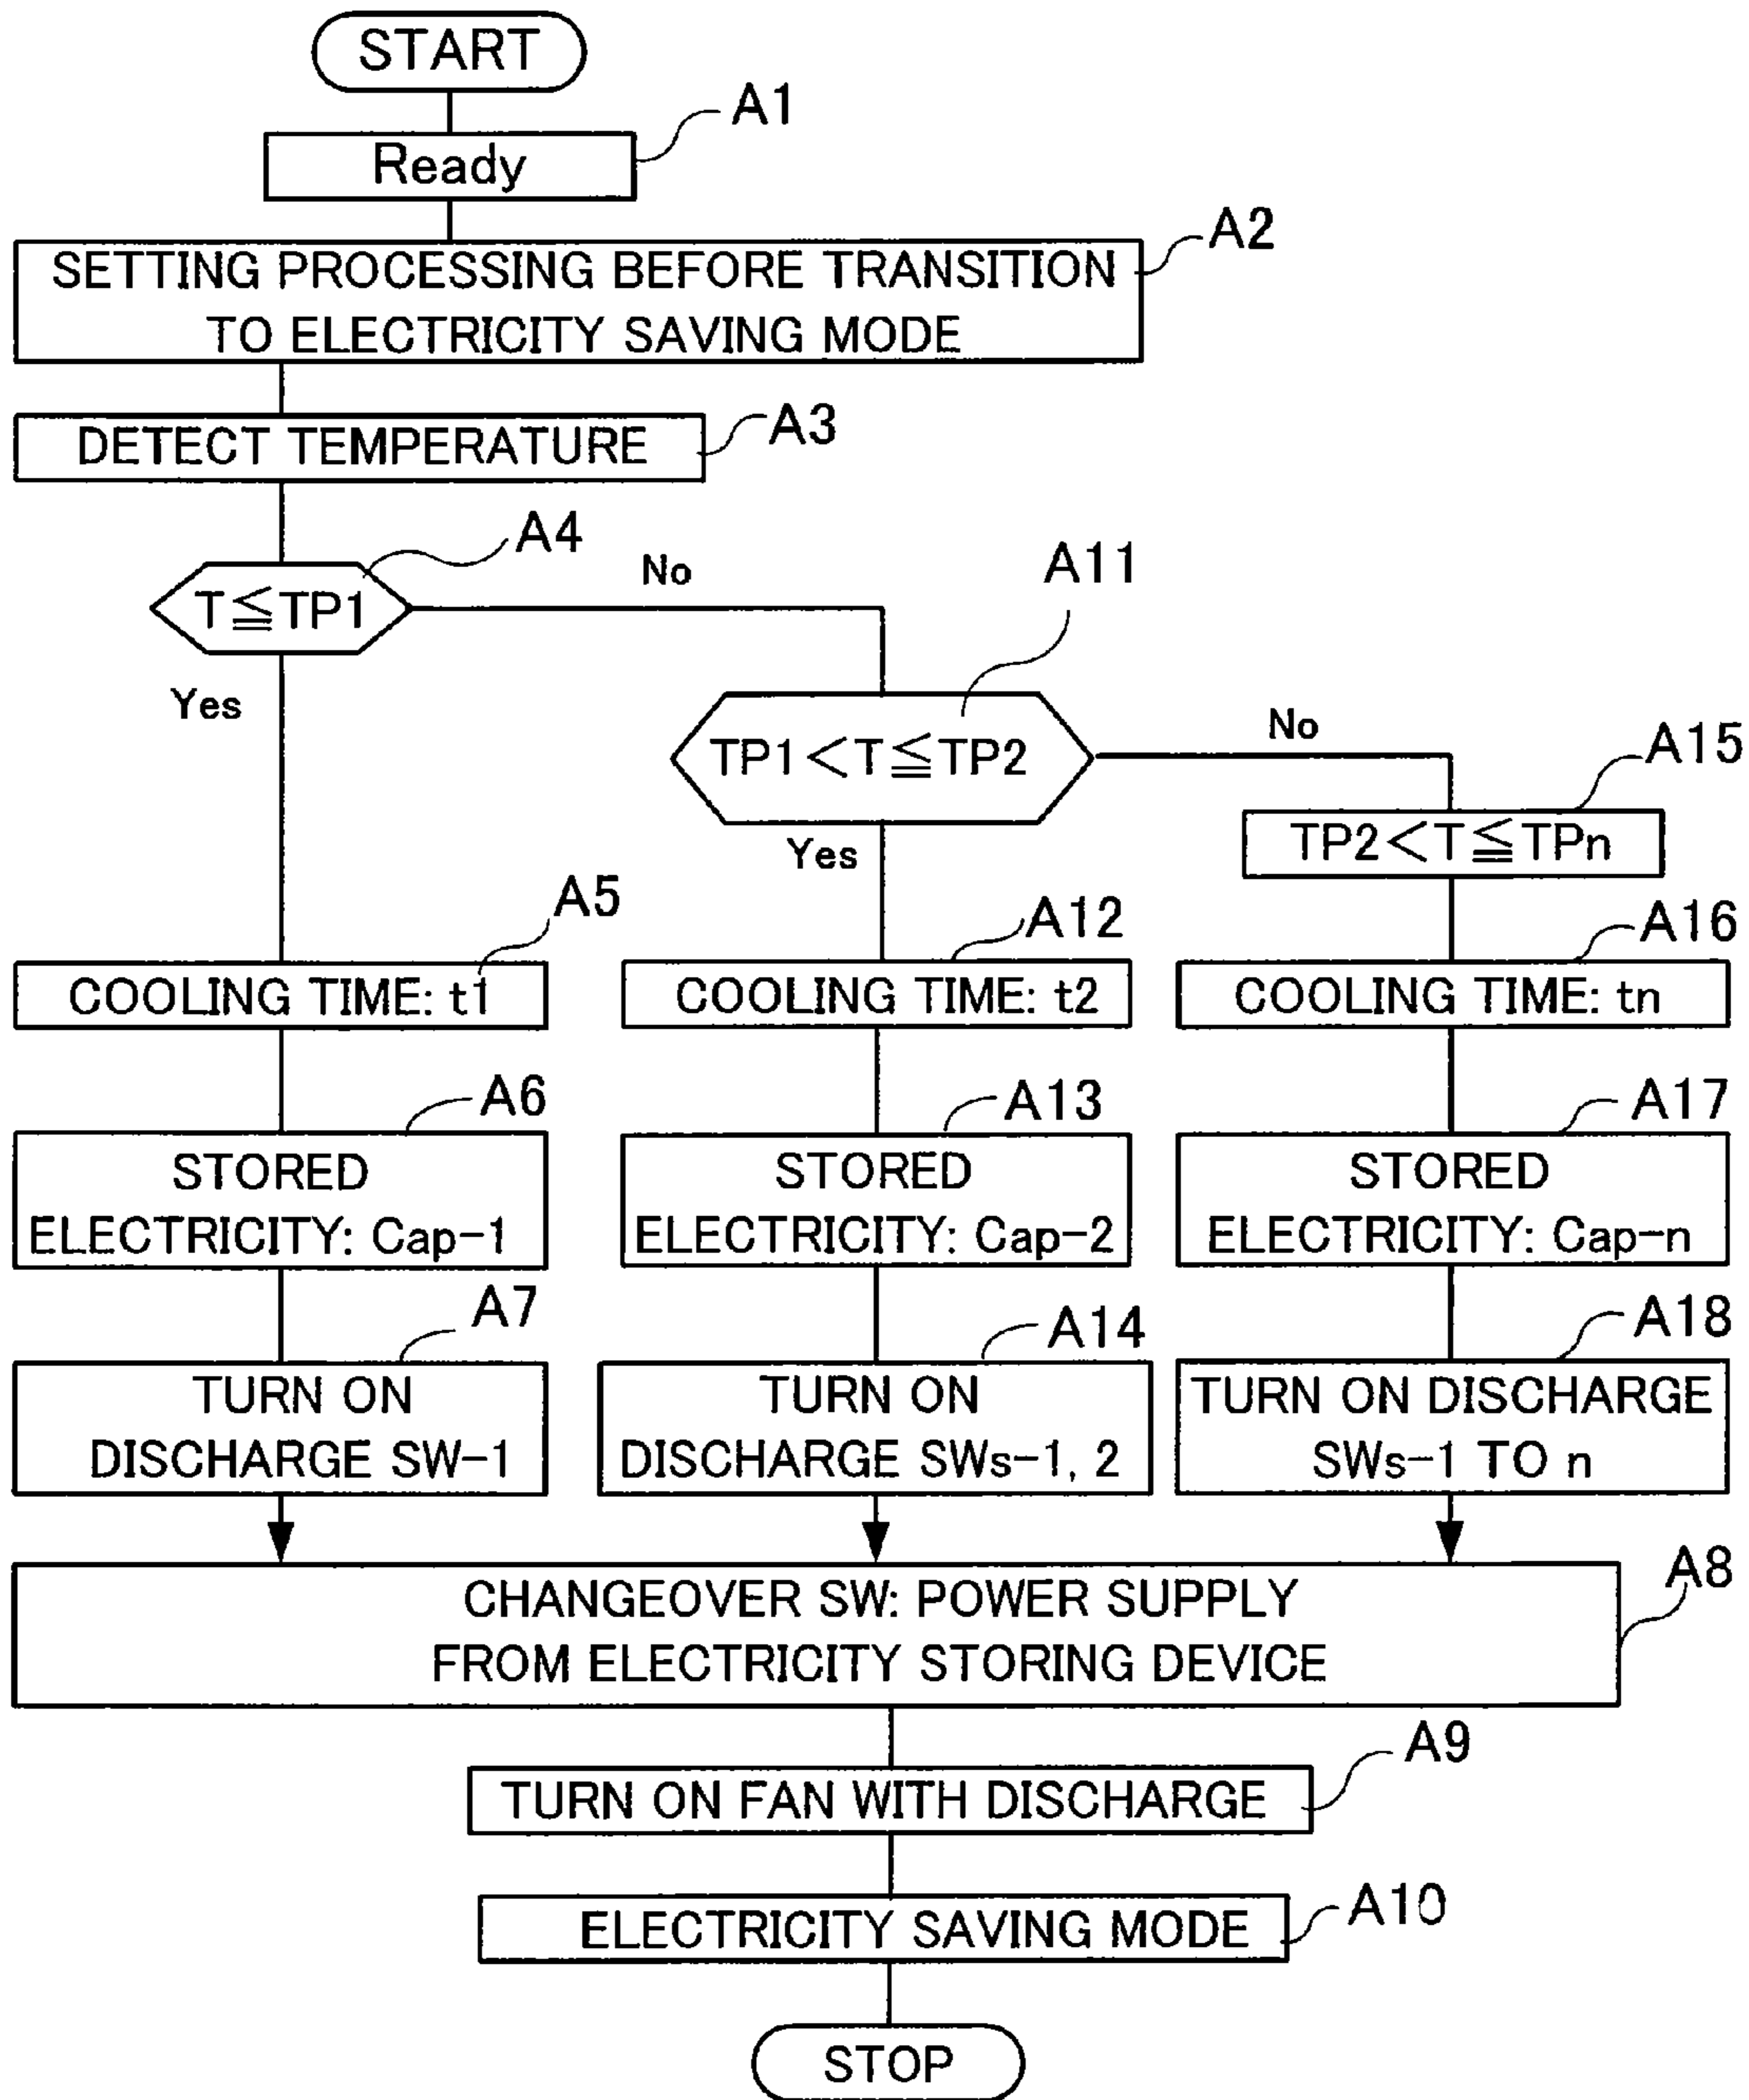 START
A1
Ready
A2
SETTING PROCESSING BEFORE TRANSITION
TO ELECTRICITY SAVING MODE
A3
DETECT TEMPERATURE
A4
T≦TP1
No
Yes
A11
TP1<T≦TP2
No
Yes
A15
TP2<T≦TPn
A5
COOLING TIME: t1
A12
COOLING TIME: t2
A16
COOLING TIME: tn
A6
STORED
ELECTRICITY: Cap-1
A13
STORED
ELECTRICITY: Cap-2
A17
STORED
ELECTRICITY: Cap-n
A7
TURN ON
DISCHARGE SW-1
A14
TURN ON
DISCHARGE SWs-1, 2
A18
TURN ON DISCHARGE
SWs-1 TO n
A8
CHANGEOVER SW: POWER SUPPLY
FROM ELECTRICITY STORING DEVICE
A9
TURN ON FAN WITH DISCHARGE
A10
ELECTRICITY SAVING MODE
STOP